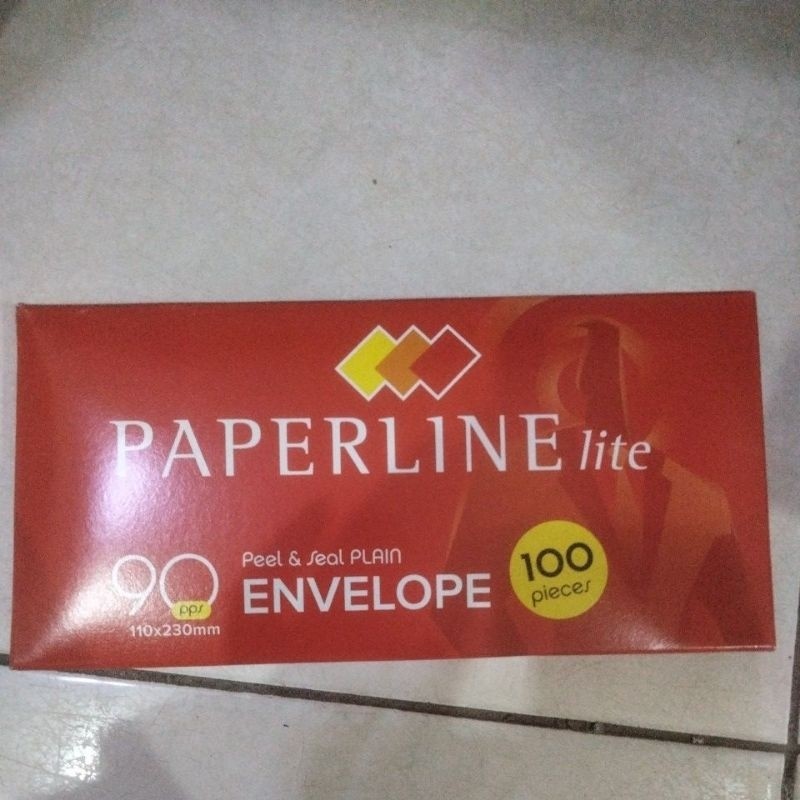 PAPERLINE lite
90
pps
110x230mm
Peel & Seal PLAIN
ENVELOPE
100
pieces